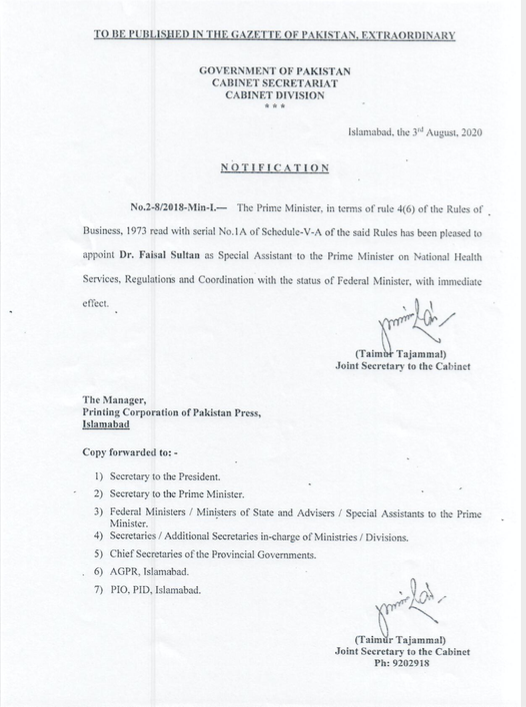 TO BE PUBLISHED IN THE GAZETTE OF PAKISTAN, EXTRAORDINARY
GOVERNMENT OF PAKISTAN
CABINET SECRETARIAT
CABINET DIVISION
* * *
Islamabad, the 3rd August, 2020
NOTIFICATION
No.2-8/2018-Min-I.— The Prime Minister, in terms of rule 4(6) of the Rules of
Business, 1973 read with serial No.1A of Schedule-V-A of the said Rules has been pleased to
appoint Dr. Faisal Sultan as Special Assistant to the Prime Minister on National Health
Services, Regulations and Coordination with the status of Federal Minister, with immediate
effect.
(Taimur Tajammal)
Joint Secretary to the Cabinet
The Manager,
Printing Corporation of Pakistan Press,
Islamabad
Copy forwarded to: -
1) Secretary to the President.
2) Secretary to the Prime Minister.
3) Federal Ministers / Ministers of State and Advisers / Special Assistants to the Prime
Minister.
4) Secretaries / Additional Secretaries in-charge of Ministries / Divisions.
5) Chief Secretaries of the Provincial Governments.
6) AGPR, Islamabad.
7) PIO, PID, Islamabad.
(Taimur Tajammal)
Joint Secretary to the Cabinet
Ph: 9202918